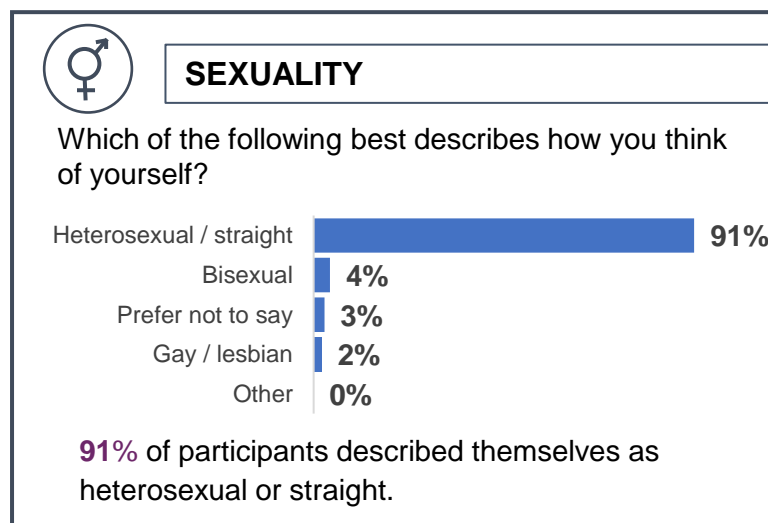 SEXUALITY
Which of the following best describes how you think
of yourself?
Heterosexual / straight 91%
Bisexual 4%
Prefer not to say 3%
Gay / lesbian 2%
Other 0%
91% of participants described themselves as
heterosexual or straight.